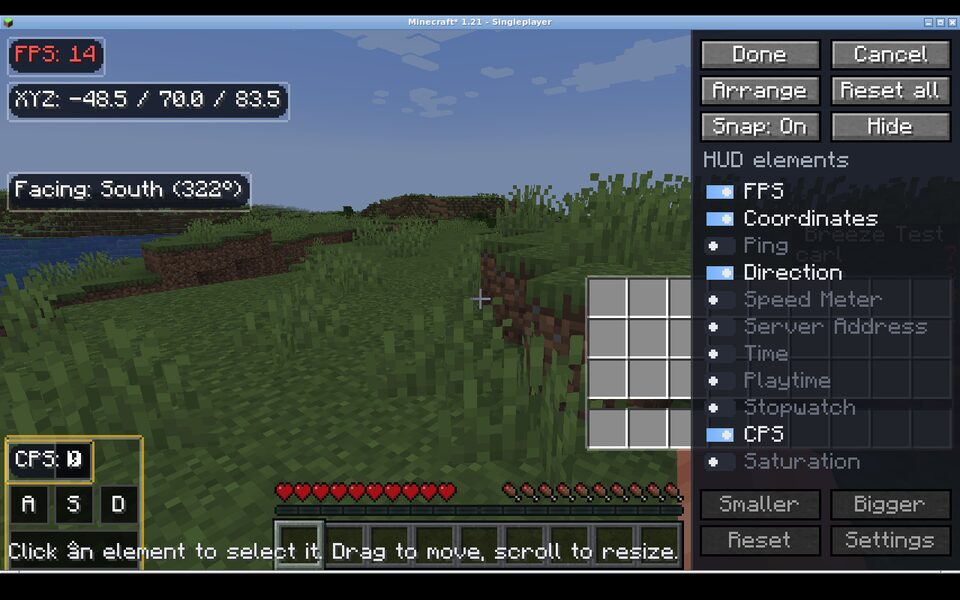 Minecraft* 1.21 - Singleplayer
FPS: 14
XYZ: -48.5 / 70.0 / 83.5
Facing: South (322°)
CPS: 0
A S D
Click an element to select it. Drag to move, scroll to resize.
Done Cancel
Arrange Reset all
Snap: On Hide
HUD elements
FPS
Coordinates
Ping
Direction
Speed Meter
Server Address
Time
Playtime
Stopwatch
CPS
Saturation
Smaller Bigger
Reset Settings
Breeze Test